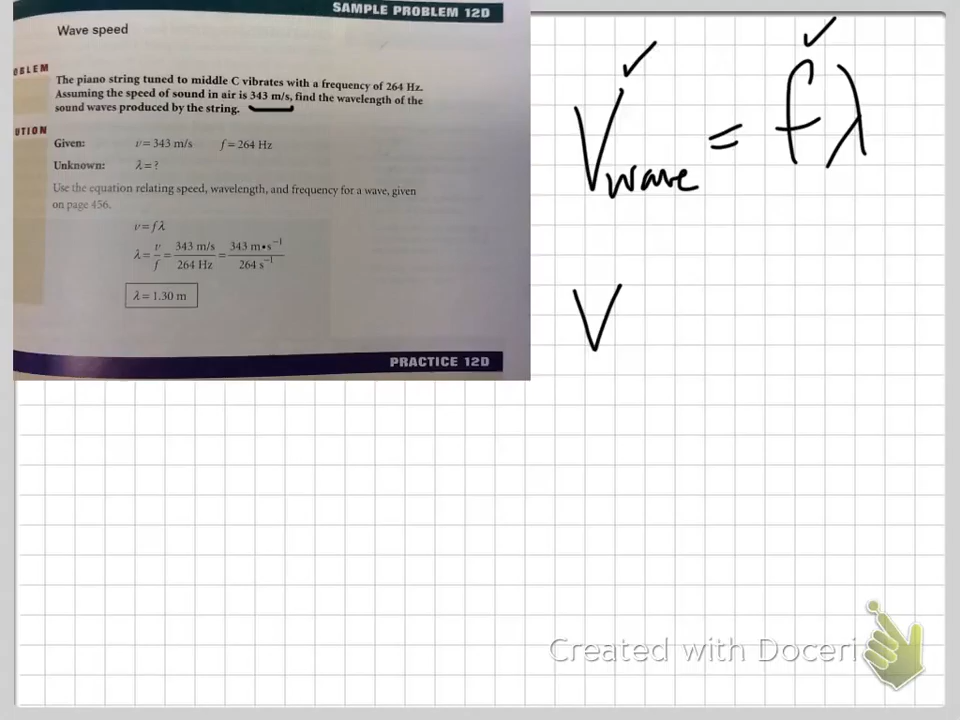 SAMPLE PROBLEM 12D
Wave speed
OBLEM
The piano string tuned to middle C vibrates with a frequency of 264 Hz.
Assuming the speed of sound in air is 343 m/s, find the wavelength of the
sound waves produced by the string.
UTION
Given: v = 343 m/s f = 264 Hz
Unknown: λ = ?
Use the equation relating speed, wavelength, and frequency for a wave, given
on page 456.
v = fλ
λ = v/f = 343 m/s / 264 Hz = 343 m•s⁻¹ / 264 s⁻¹
λ = 1.30 m
PRACTICE 12D
✓ ✓
Vwave = fλ
V
Created with Doceri